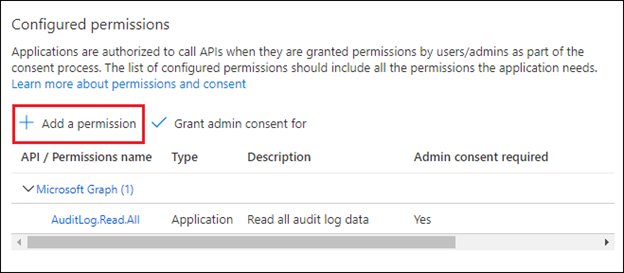 Configured permissions
Applications are authorized to call APIs when they are granted permissions by users/admins as part of the
consent process. The list of configured permissions should include all the permissions the application needs.
Learn more about permissions and consent
Add a permission Grant admin consent for
API / Permissions name Type Description Admin consent required
Microsoft Graph (1)
AuditLog.Read.All Application Read all audit log data Yes